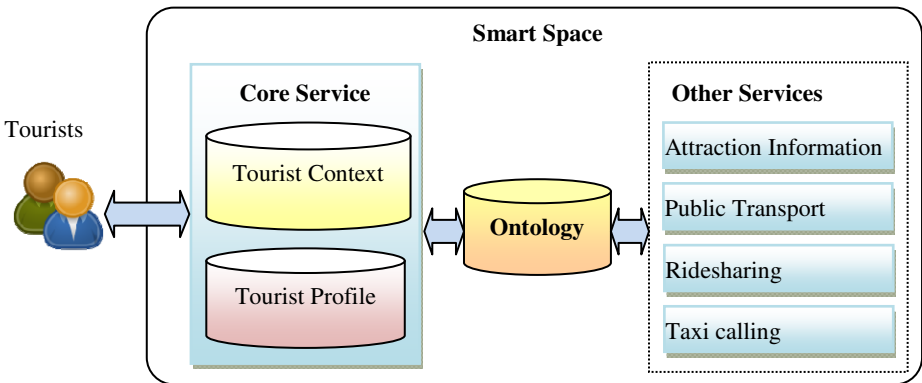 Smart Space
Tourists
Core Service
Tourist Context
Tourist Profile
Ontology
Other Services
Attraction Information
Public Transport
Ridesharing
Taxi calling